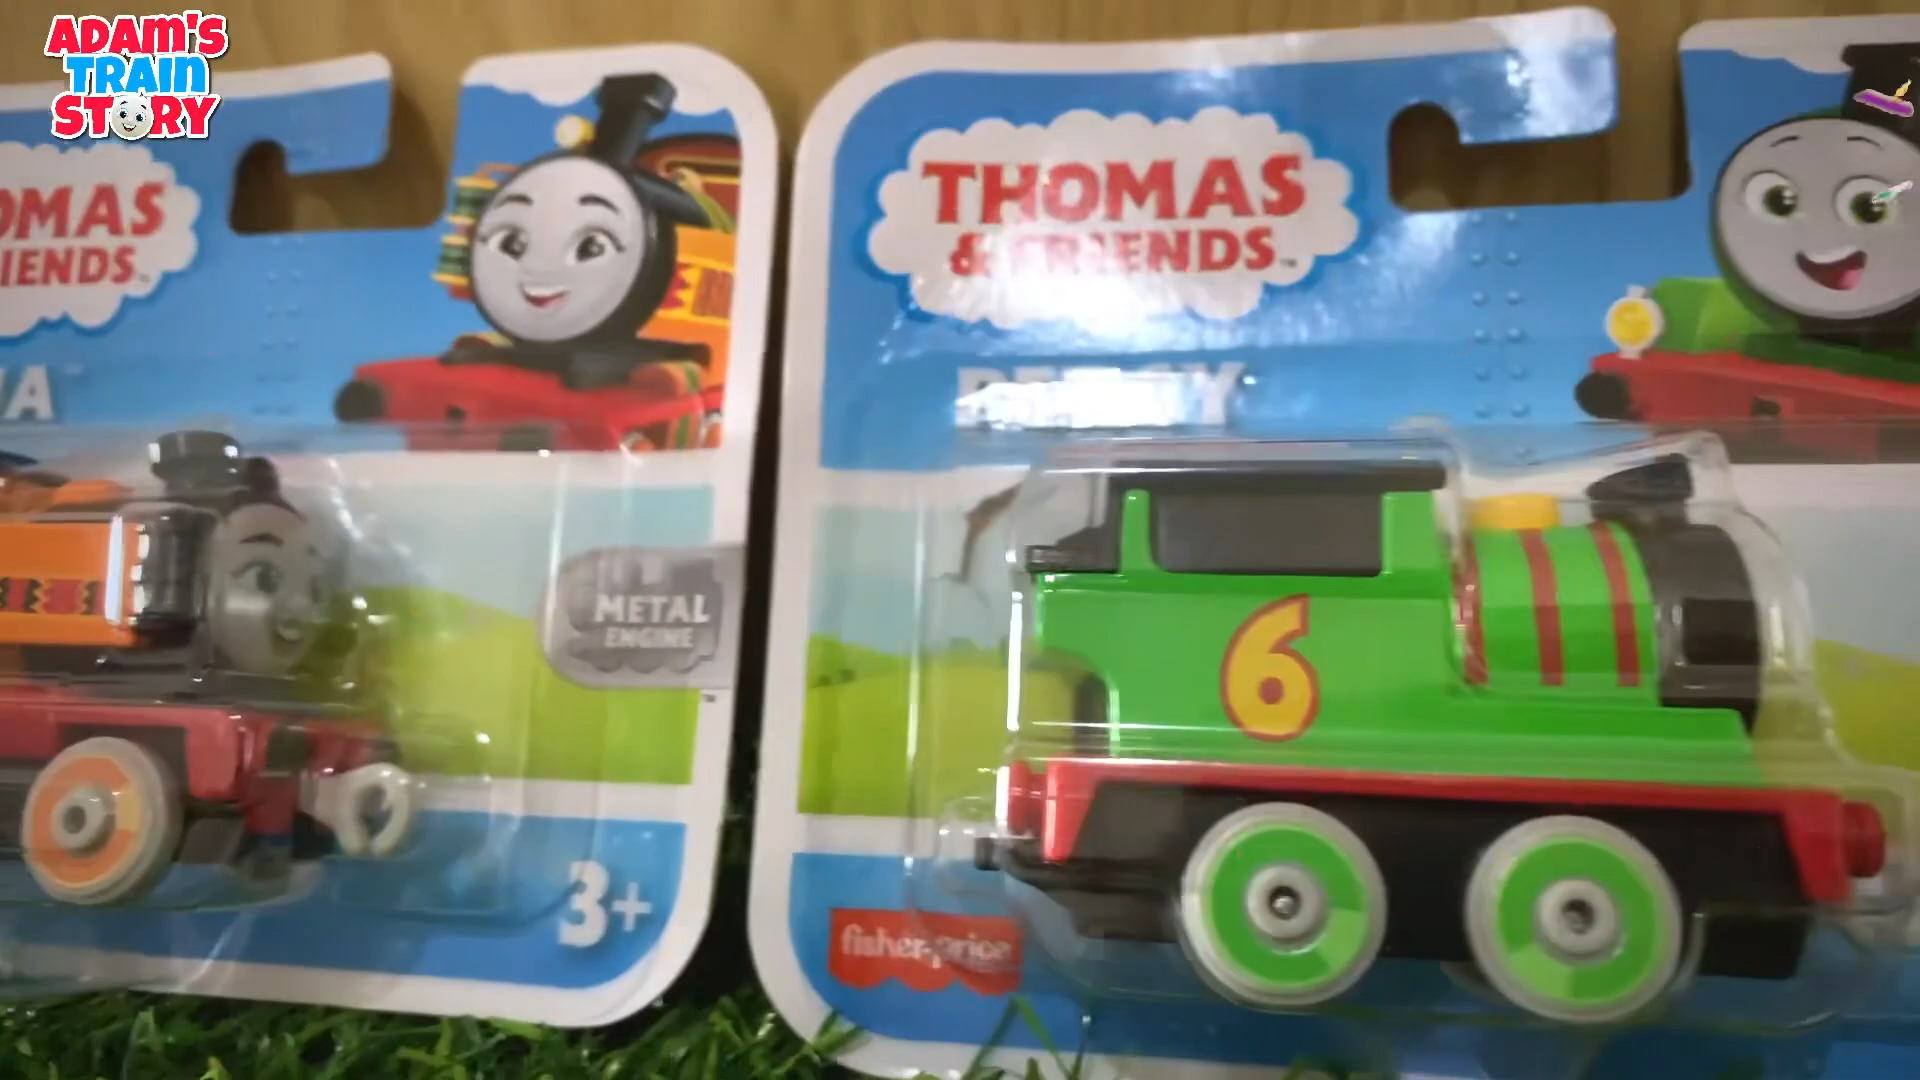 ADAM'S
TRAIN
STORY
OMAS
IENDS
THOMAS
& FRIENDS
METAL
ENGINE
6
3+
fisher-price